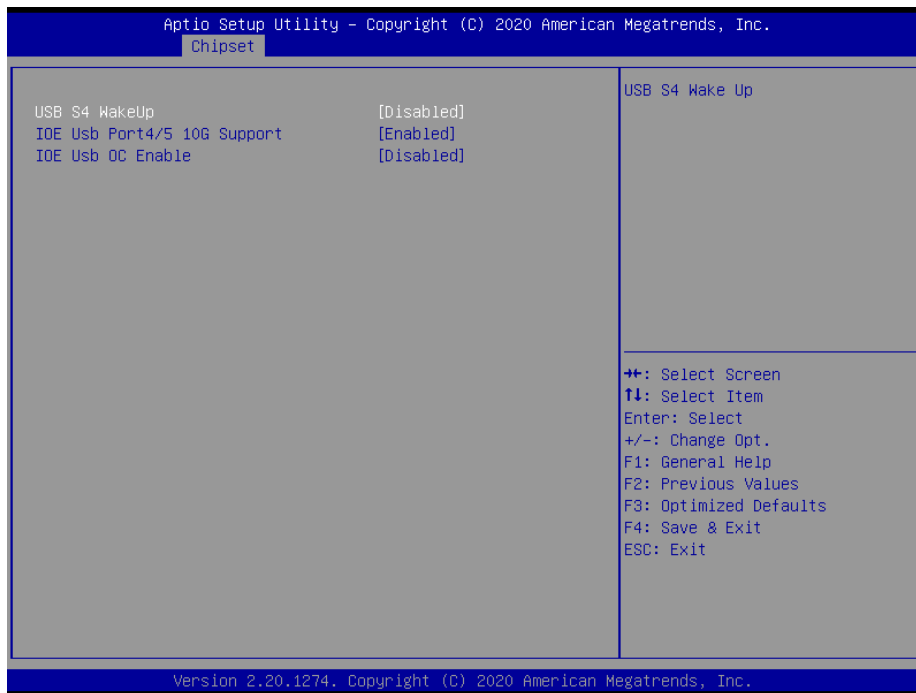 Aptio Setup Utility – Copyright (C) 2020 American Megatrends, Inc.
Chipset
USB S4 WakeUp [Disabled]
IOE Usb Port4/5 10G Support [Enabled]
IOE Usb OC Enable [Disabled]
USB S4 Wake Up
→←: Select Screen
↑↓: Select Item
Enter: Select
+/-: Change Opt.
F1: General Help
F2: Previous Values
F3: Optimized Defaults
F4: Save & Exit
ESC: Exit
Version 2.20.1274. Copyright (C) 2020 American Megatrends, Inc.